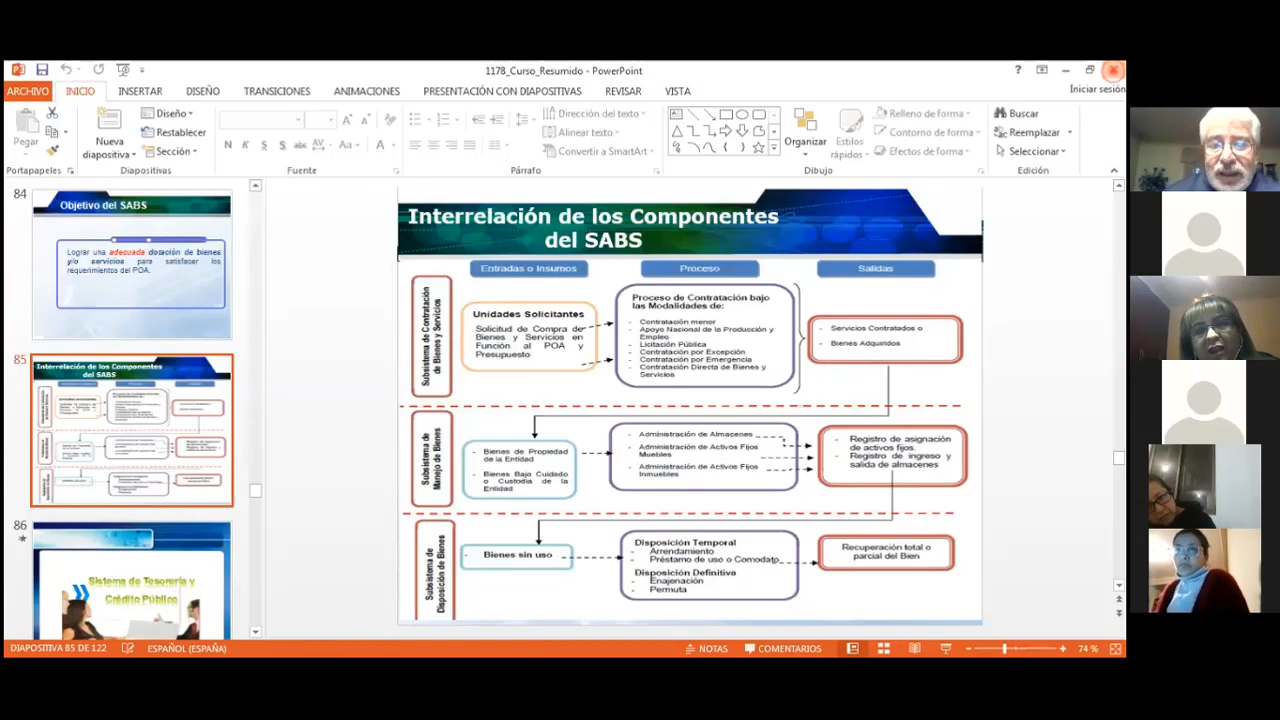 1178_Curso_Resumido - PowerPoint
?
Iniciar sesión
ARCHIVO INICIO INSERTAR DISEÑO TRANSICIONES ANIMACIONES PRESENTACIÓN CON DIAPOSITIVAS REVISAR VISTA
Pegar
Nueva
diapositiva
Diseño
Restablecer
Sección
N K S S abc AV Aa A
Dirección del texto
Alinear texto
Convertir a SmartArt
Organizar
Estilos
rápidos
Relleno de forma
Contorno de forma
Efectos de forma
Buscar
Reemplazar
Seleccionar
Portapapeles Diapositivas Fuente Párrafo Dibujo Edición
84
Objetivo del SABS
Lograr una adecuada dotación de bienes
y/o servicios para satisfacer los
requerimientos del POA.
85
Interrelación de los Componentes
del SABS
86
Sistema de Tesorería y
Crédito Público
Interrelación de los Componentes
del SABS
Entradas o Insumos Proceso Salidas
Subsistema de Contratación
de Bienes y Servicios
Unidades Solicitantes
Solicitud de Compra de
Bienes y Servicios en
Función al POA y
Presupuesto
Proceso de Contratación bajo
las Modalidades de:
- Contratación menor
- Apoyo Nacional de la Producción y
Empleo
- Licitación Pública
- Contratación por Excepción
- Contratación por Emergencia
- Contratación Directa de Bienes y
Servicios
- Servicios Contratados o
- Bienes Adquiridos
Subsistema de
Manejo de Bienes
- Bienes de Propiedad
de la Entidad
- Bienes Bajo Cuidado
o Custodia de la
Entidad
- Administración de Almacenes
- Administración de Activos Fijos
Muebles
- Administración de Activos Fijos
Inmuebles
- Registro de asignación
de activos fijos.
- Registro de ingreso y
salida de almacenes
Subsistema de
Disposición de Bienes
- Bienes sin uso
Disposición Temporal
- Arrendamiento
- Préstamo de uso o Comodato
Disposición Definitiva
- Enajenación
- Permuta
Recuperación total o
parcial del Bien
DIAPOSITIVA 85 DE 122 ESPAÑOL (ESPAÑA) NOTAS COMENTARIOS 74 %